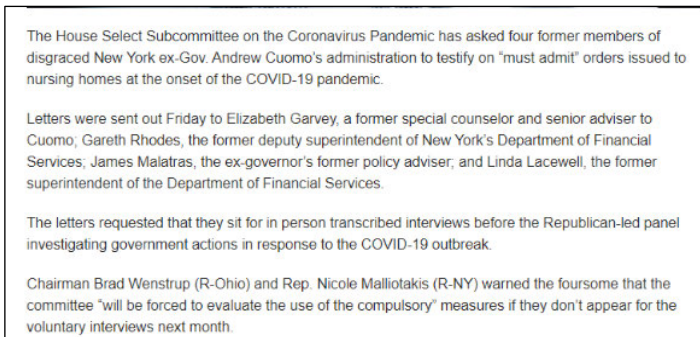 The House Select Subcommittee on the Coronavirus Pandemic has asked four former members of
disgraced New York ex-Gov. Andrew Cuomo’s administration to testify on “must admit” orders issued to
nursing homes at the onset of the COVID-19 pandemic.
Letters were sent out Friday to Elizabeth Garvey, a former special counselor and senior adviser to
Cuomo; Gareth Rhodes, the former deputy superintendent of New York’s Department of Financial
Services; James Malatras, the ex-governor’s former policy adviser; and Linda Lacewell, the former
superintendent of the Department of Financial Services.
The letters requested that they sit for in person transcribed interviews before the Republican-led panel
investigating government actions in response to the COVID-19 outbreak.
Chairman Brad Wenstrup (R-Ohio) and Rep. Nicole Malliotakis (R-NY) warned the foursome that the
committee “will be forced to evaluate the use of the compulsory” measures if they don’t appear for the
voluntary interviews next month.